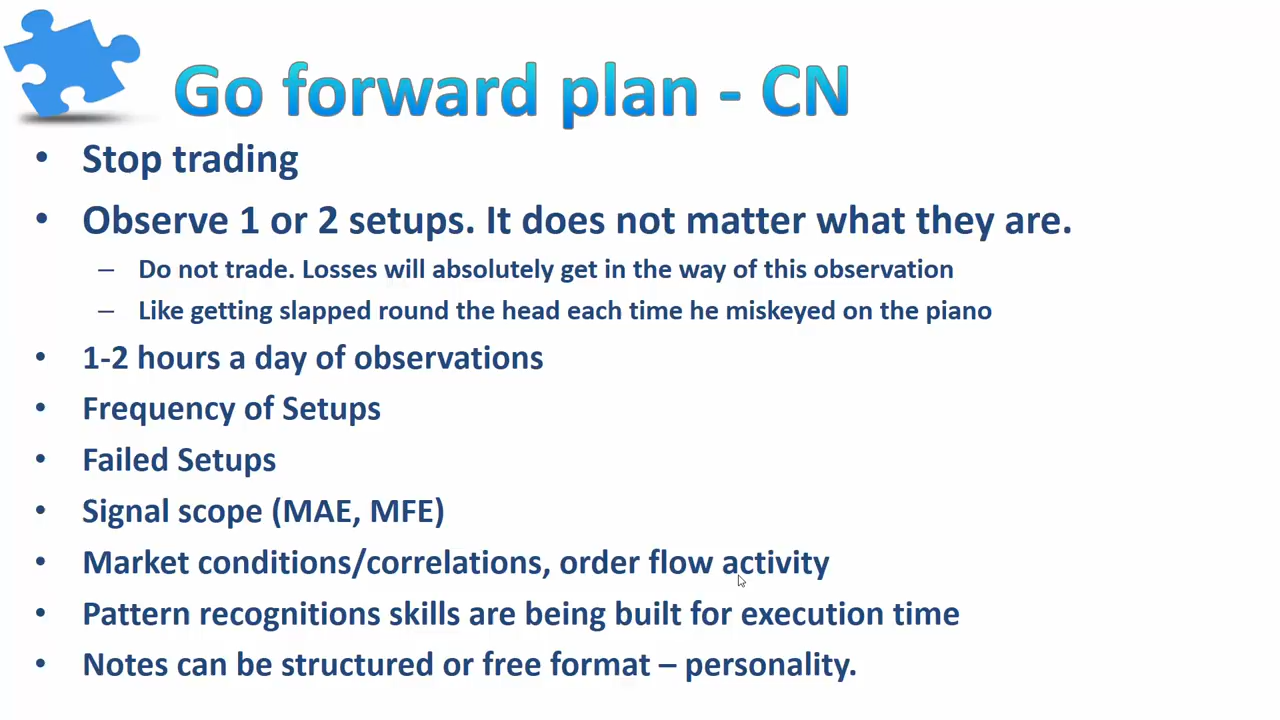 Go forward plan - CN
• Stop trading
• Observe 1 or 2 setups. It does not matter what they are.
– Do not trade. Losses will absolutely get in the way of this observation
– Like getting slapped round the head each time he miskeyed on the piano
• 1-2 hours a day of observations
• Frequency of Setups
• Failed Setups
• Signal scope (MAE, MFE)
• Market conditions/correlations, order flow activity
• Pattern recognitions skills are being built for execution time
• Notes can be structured or free format – personality.